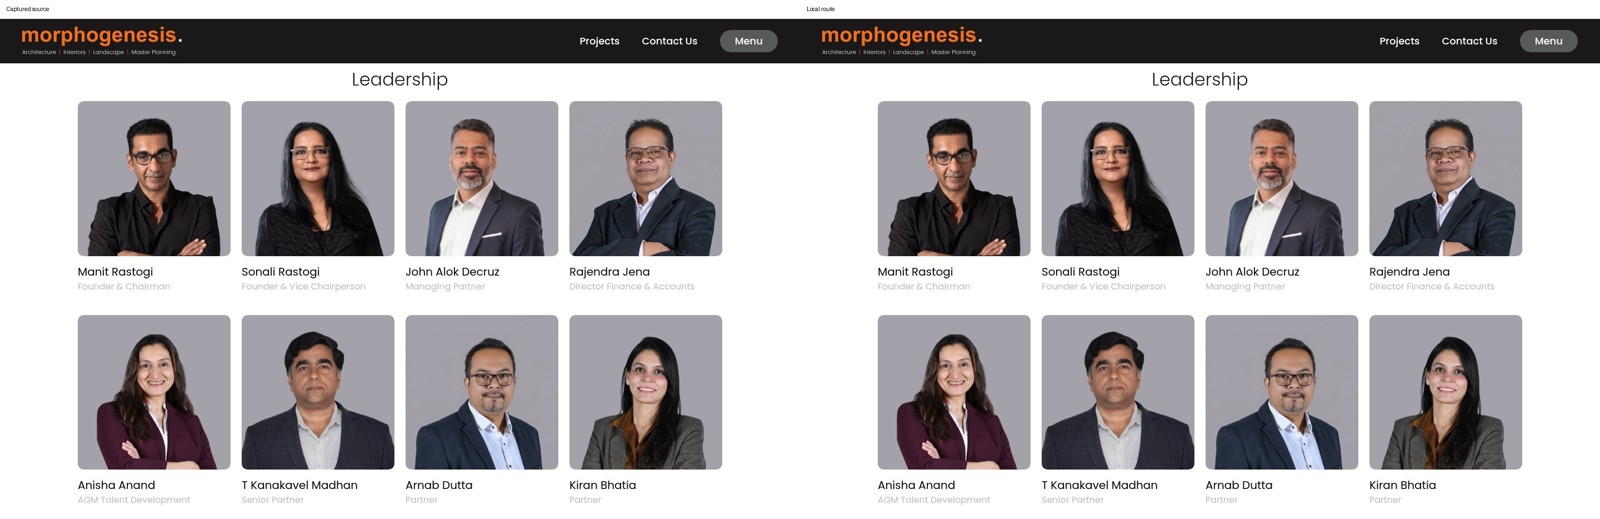 Captured source
Local route
morphogenesis.
Architecture | Interiors | Landscape | Master Planning
Projects Contact Us Menu
morphogenesis.
Architecture | Interiors | Landscape | Master Planning
Projects Contact Us Menu
Leadership
Leadership
Manit Rastogi Sonali Rastogi John Alok Decruz Rajendra Jena
Founder & Chairman Founder & Vice Chairperson Managing Partner Director Finance & Accounts
Manit Rastogi Sonali Rastogi John Alok Decruz Rajendra Jena
Founder & Chairman Founder & Vice Chairperson Managing Partner Director Finance & Accounts
Anisha Anand T Kanakavel Madhan Arnab Dutta Kiran Bhatia
AGM Talent Development Senior Partner Partner Partner
Anisha Anand T Kanakavel Madhan Arnab Dutta Kiran Bhatia
AGM Talent Development Senior Partner Partner Partner